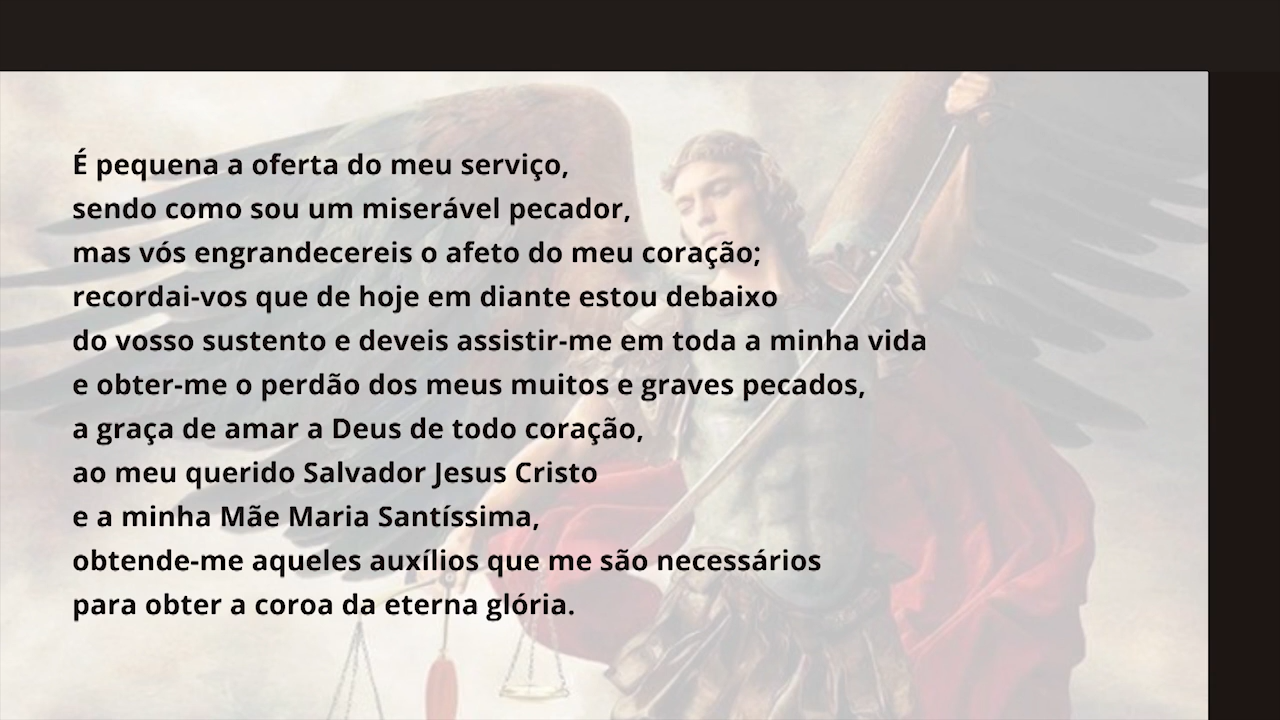 É pequena a oferta do meu serviço,
sendo como sou um miserável pecador,
mas vós engrandecereis o afeto do meu coração;
recordai-vos que de hoje em diante estou debaixo
do vosso sustento e deveis assistir-me em toda a minha vida
e obter-me o perdão dos meus muitos e graves pecados,
a graça de amar a Deus de todo coração,
ao meu querido Salvador Jesus Cristo
e a minha Mãe Maria Santíssima,
obtende-me aqueles auxílios que me são necessários
para obter a coroa da eterna glória.